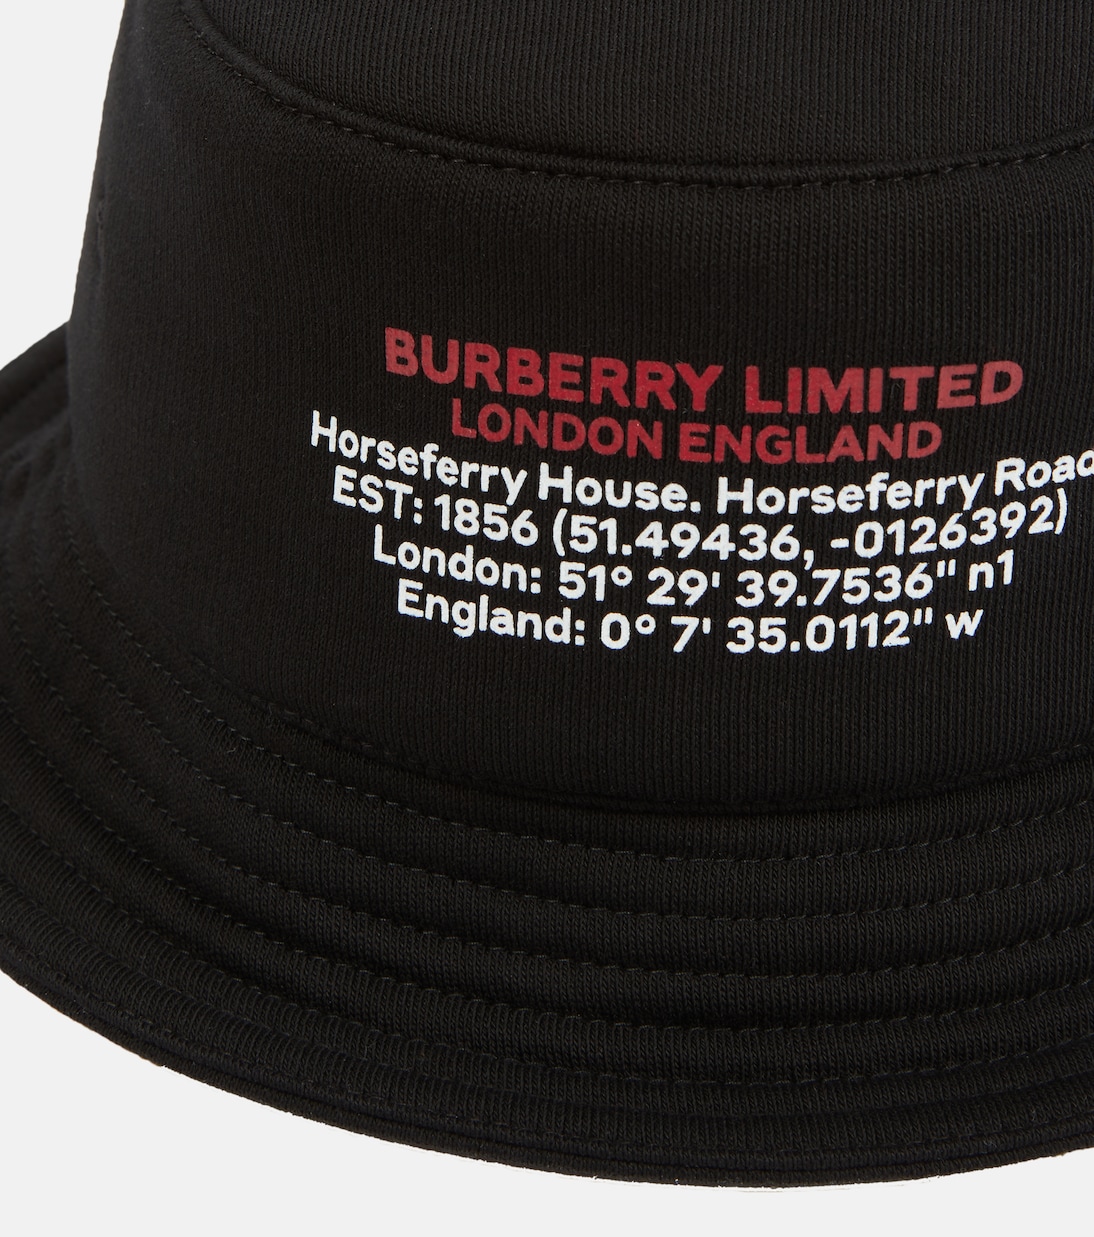 BURBERRY LIMITED
LONDON ENGLAND
Horseferry House. Horseferry Road
EST: 1856 (51.49436, -0126392)
London: 51° 29' 39.7536" n1
England: 0° 7' 35.0112" w